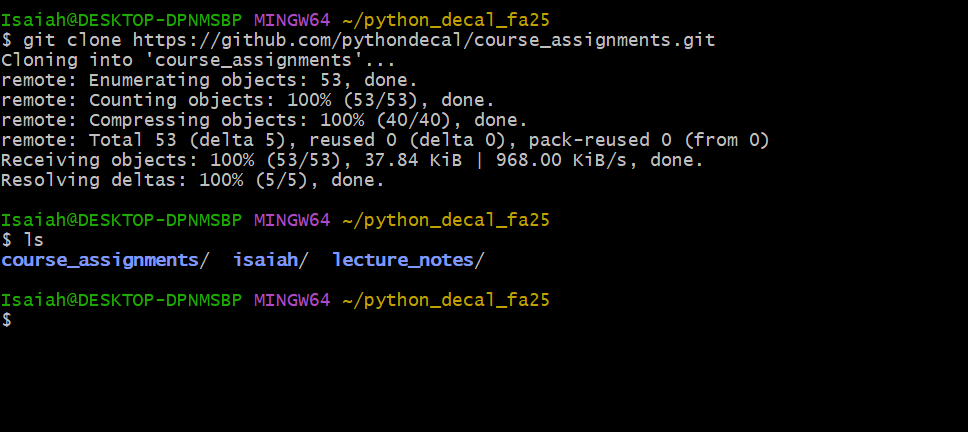 Isaiah@DESKTOP-DPNMSBP MINGW64 ~/python_decal_fa25
$ git clone https://github.com/pythondecal/course_assignments.git
Cloning into 'course_assignments'...
remote: Enumerating objects: 53, done.
remote: Counting objects: 100% (53/53), done.
remote: Compressing objects: 100% (40/40), done.
remote: Total 53 (delta 5), reused 0 (delta 0), pack-reused 0 (from 0)
Receiving objects: 100% (53/53), 37.84 KiB | 968.00 KiB/s, done.
Resolving deltas: 100% (5/5), done.
Isaiah@DESKTOP-DPNMSBP MINGW64 ~/python_decal_fa25
$ ls
course_assignments/  isaiah/  lecture_notes/
Isaiah@DESKTOP-DPNMSBP MINGW64 ~/python_decal_fa25
$